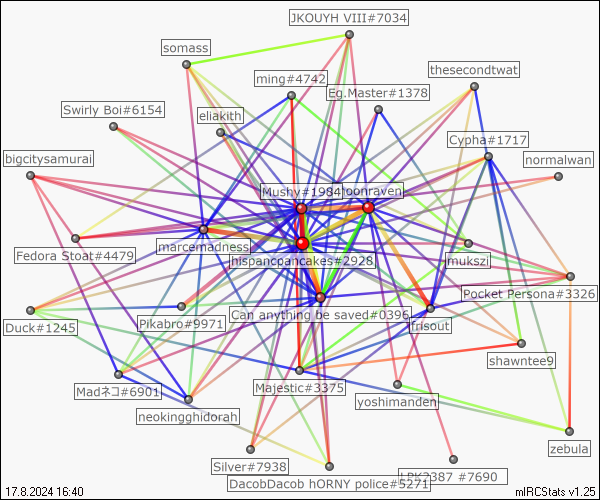 JKOUYH VIII#7034
somass
thesecondtwat
ming#4742
Eg.Master#1378
Swirly Boi#6154
eliakith
Cypha#1717
bigcitysamurai
normalwan
Mushy#1984
oonraven
marcemadness
mukszi
Fedora Stoat#4479
hispancpancakes#2928
Pocket Persona#3326
Can anything be saved#0396
Duck#1245
Pikabro#9971
frisout
shawntee9
Majestic#3375
Madネコ#6901
yoshimanden
neokingghidorah
zebula
Silver#7938
LPK2387 #7690
DacobDacob hORNY police#5271
17.8.2024 16:40
mIRCStats v1.25